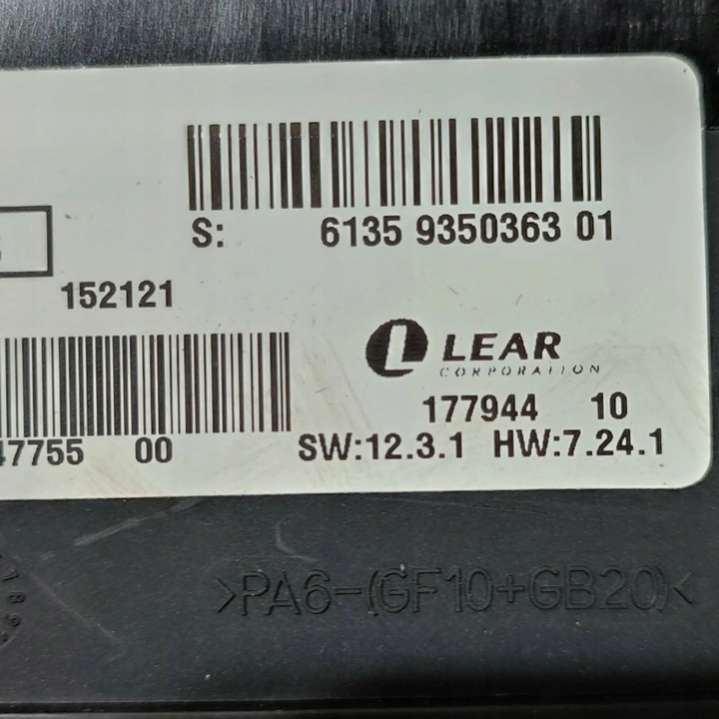 S: 6135 9350363 01
152121
LEAR
CORPORATION
177944 10
47755 00
SW:12.3.1 HW:7.24.1
>PA6-(GF10+GB20)<